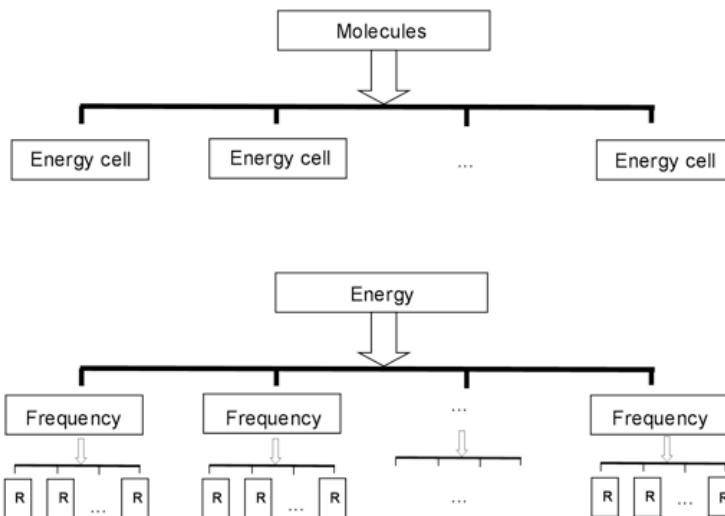 Molecules
Energy cell Energy cell ... Energy cell
Energy
Frequency Frequency ... Frequency
R R ... R R R ... R ... R R ... R